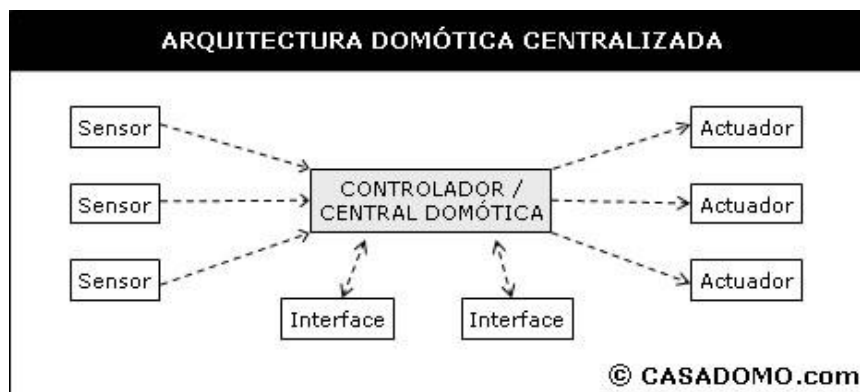 ARQUITECTURA DOMÓTICA CENTRALIZADA
Sensor
Actuador
CONTROLADOR /
CENTRAL DOMÓTICA
Sensor
Actuador
Sensor
Actuador
Interface
Interface
© CASADOMO.com